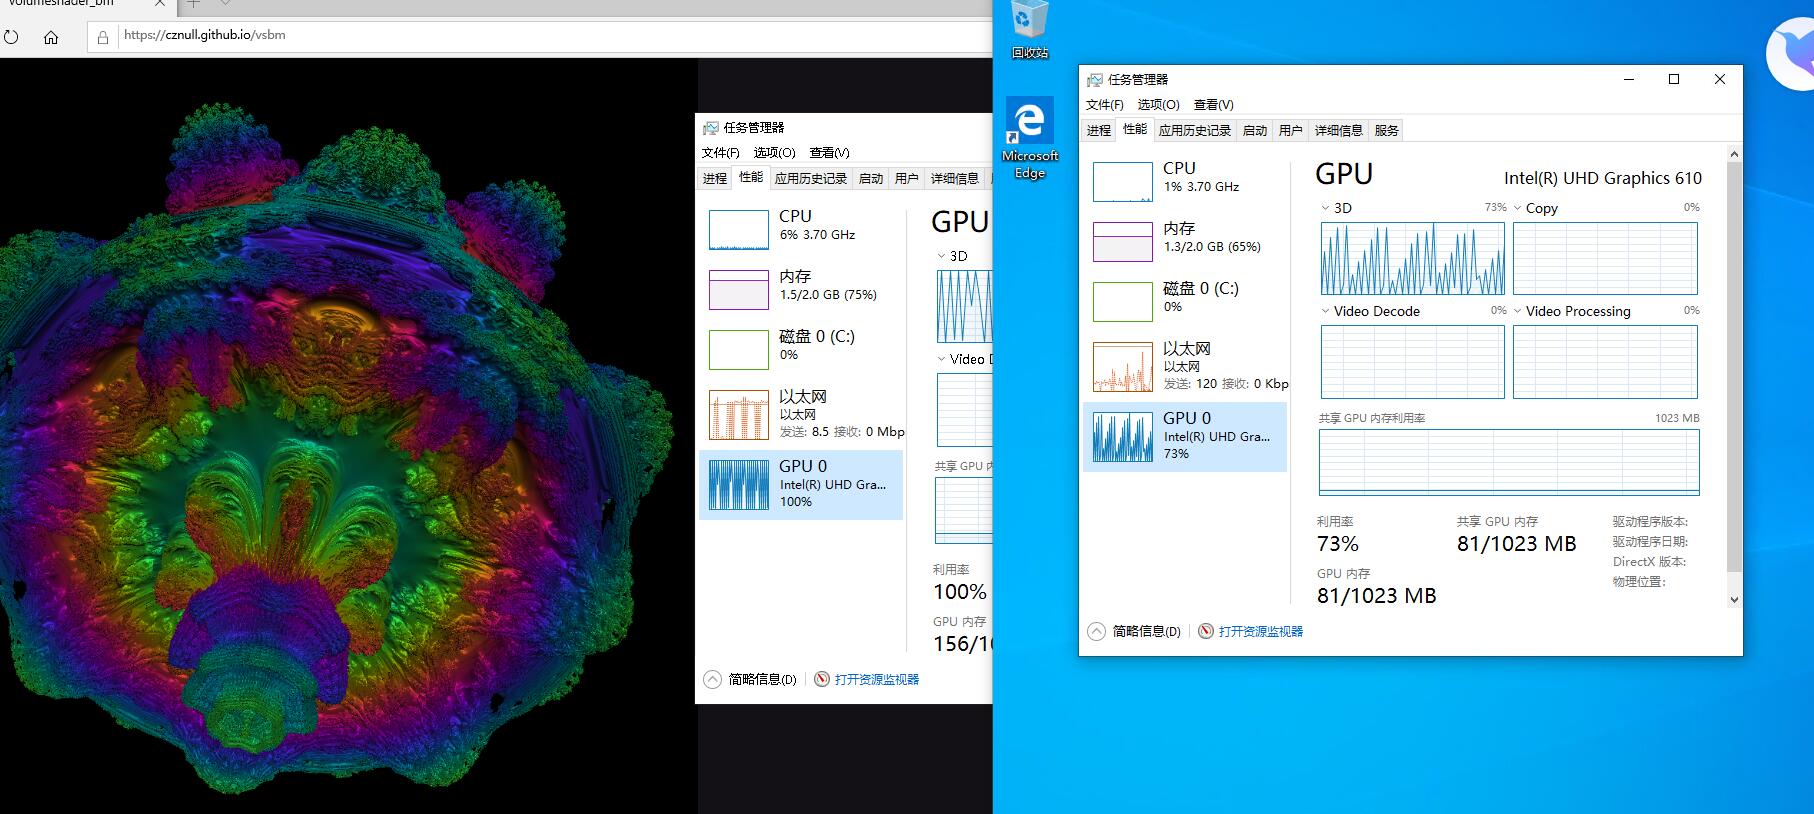 volumeshader_bm
https://cznull.github.io/vsbm
任务管理器
文件(F) 选项(O) 查看(V)
进程 性能 应用历史记录 启动 用户 详细信息
CPU
6% 3.70 GHz
内存
1.5/2.0 GB (75%)
磁盘 0 (C:)
0%
以太网
以太网
发送: 8.5 接收: 0 Mbp
GPU 0
Intel(R) UHD Gra...
100%
GPU
3D
Video D
共享 GPU 内
利用率
100%
GPU 内存
156/1
简略信息(D) 打开资源监视器
回收站
Microsoft
Edge
任务管理器
文件(F) 选项(O) 查看(V)
进程 性能 应用历史记录 启动 用户 详细信息 服务
CPU
1% 3.70 GHz
内存
1.3/2.0 GB (65%)
磁盘 0 (C:)
0%
以太网
以太网
发送: 120 接收: 0 Kbp
GPU 0
Intel(R) UHD Gra...
73%
GPU Intel(R) UHD Graphics 610
3D 73% Copy 0%
Video Decode 0% Video Processing 0%
共享 GPU 内存利用率 1023 MB
利用率 共享 GPU 内存 驱动程序版本:
73% 81/1023 MB 驱动程序日期:
DirectX 版本:
GPU 内存 物理位置:
81/1023 MB
简略信息(D) 打开资源监视器